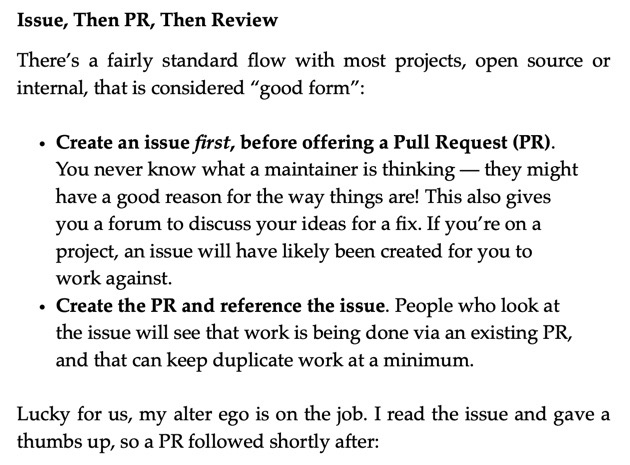 Issue, Then PR, Then Review
There’s a fairly standard flow with most projects, open source or
internal, that is considered “good form”:
• Create an issue first, before offering a Pull Request (PR).
You never know what a maintainer is thinking — they might
have a good reason for the way things are! This also gives
you a forum to discuss your ideas for a fix. If you’re on a
project, an issue will have likely been created for you to
work against.
• Create the PR and reference the issue. People who look at
the issue will see that work is being done via an existing PR,
and that can keep duplicate work at a minimum.
Lucky for us, my alter ego is on the job. I read the issue and gave a
thumbs up, so a PR followed shortly after: